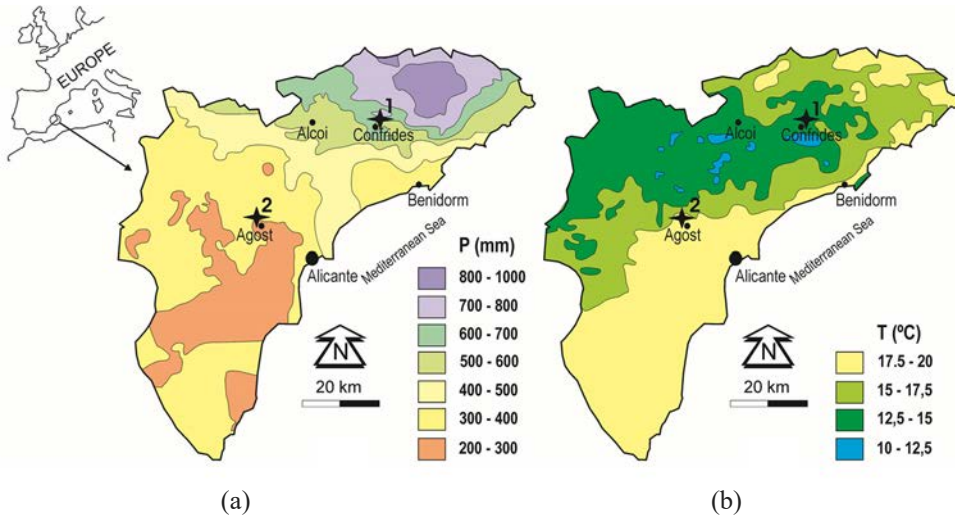 EUROPE
1
Alcoi
Confrides
2
Agost
Benidorm
Alicante
Mediterranean Sea
P (mm)
800 - 1000
700 - 800
600 - 700
500 - 600
400 - 500
300 - 400
200 - 300
N
20 km
(a)
1
Alcoi
Confrides
2
Agost
Benidorm
Alicante
Mediterranean Sea
T (ºC)
17.5 - 20
15 - 17,5
12,5 - 15
10 - 12,5
N
20 km
(b)